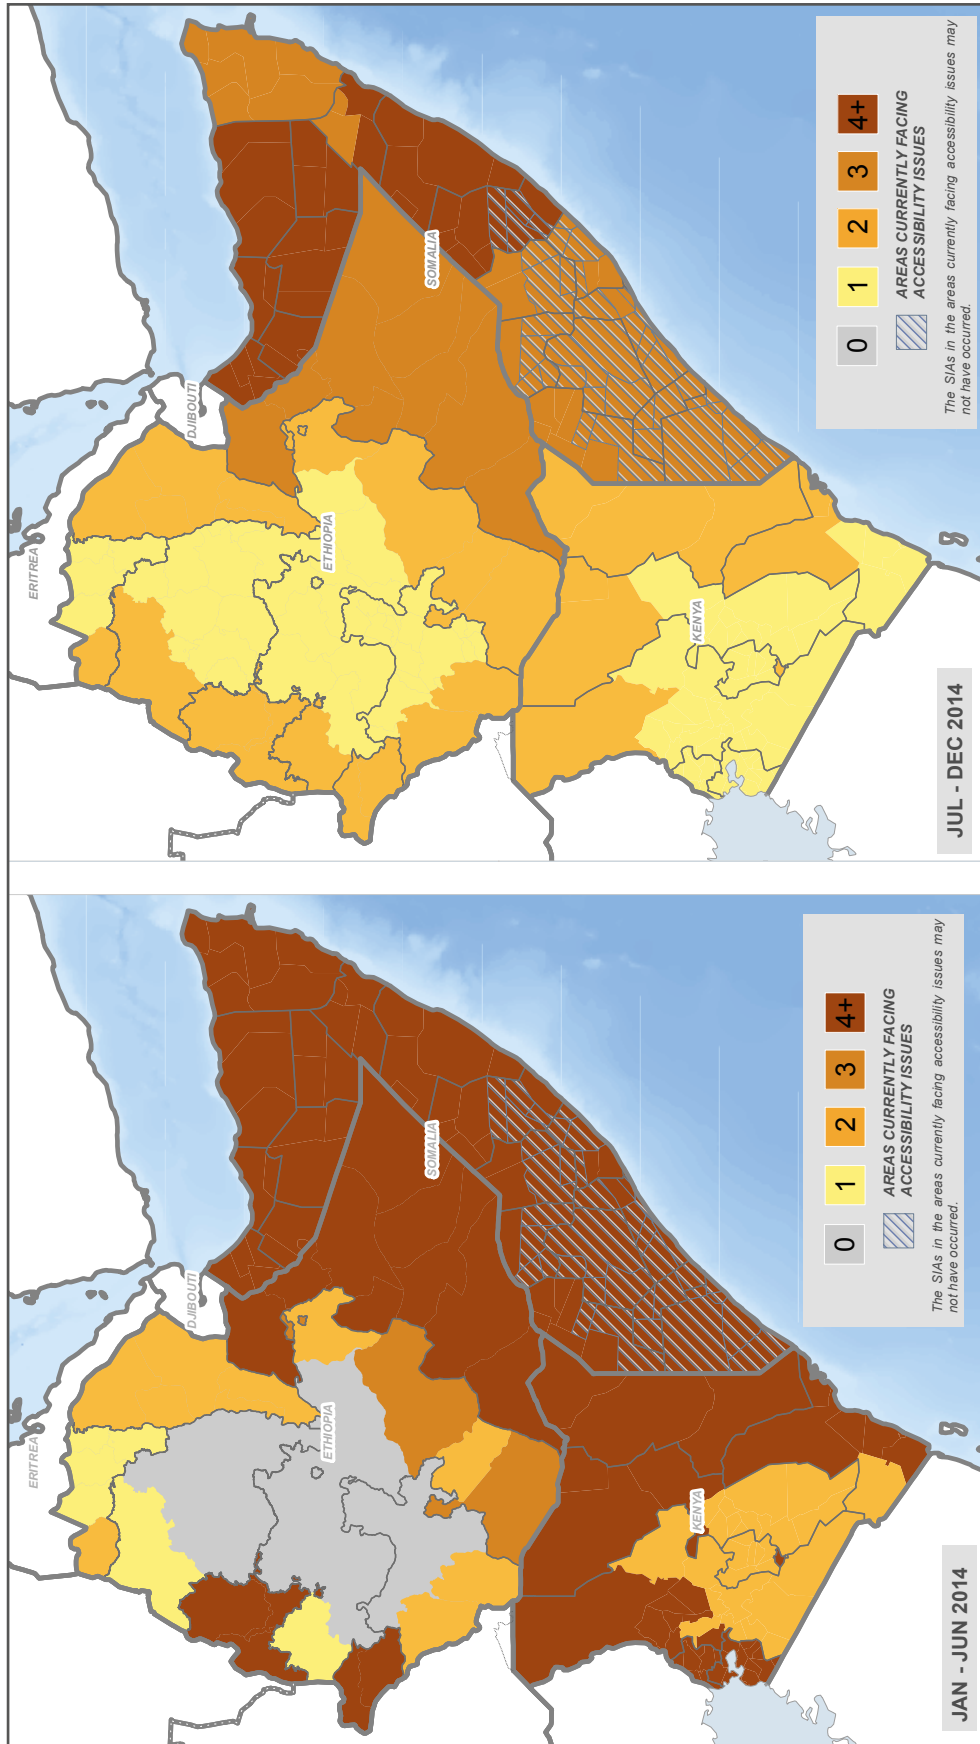 ERITREA
DJIBOUTI
ETHIOPIA
SOMALIA
KENYA
JAN - JUN 2014
0 1 2 3 4+
AREAS CURRENTLY FACING
ACCESSIBILITY ISSUES
The SIAs in the areas currently facing accessibility issues may
not have occurred.
ERITREA
DJIBOUTI
ETHIOPIA
SOMALIA
KENYA
JUL - DEC 2014
0 1 2 3 4+
AREAS CURRENTLY FACING
ACCESSIBILITY ISSUES
The SIAs in the areas currently facing accessibility issues may
not have occurred.